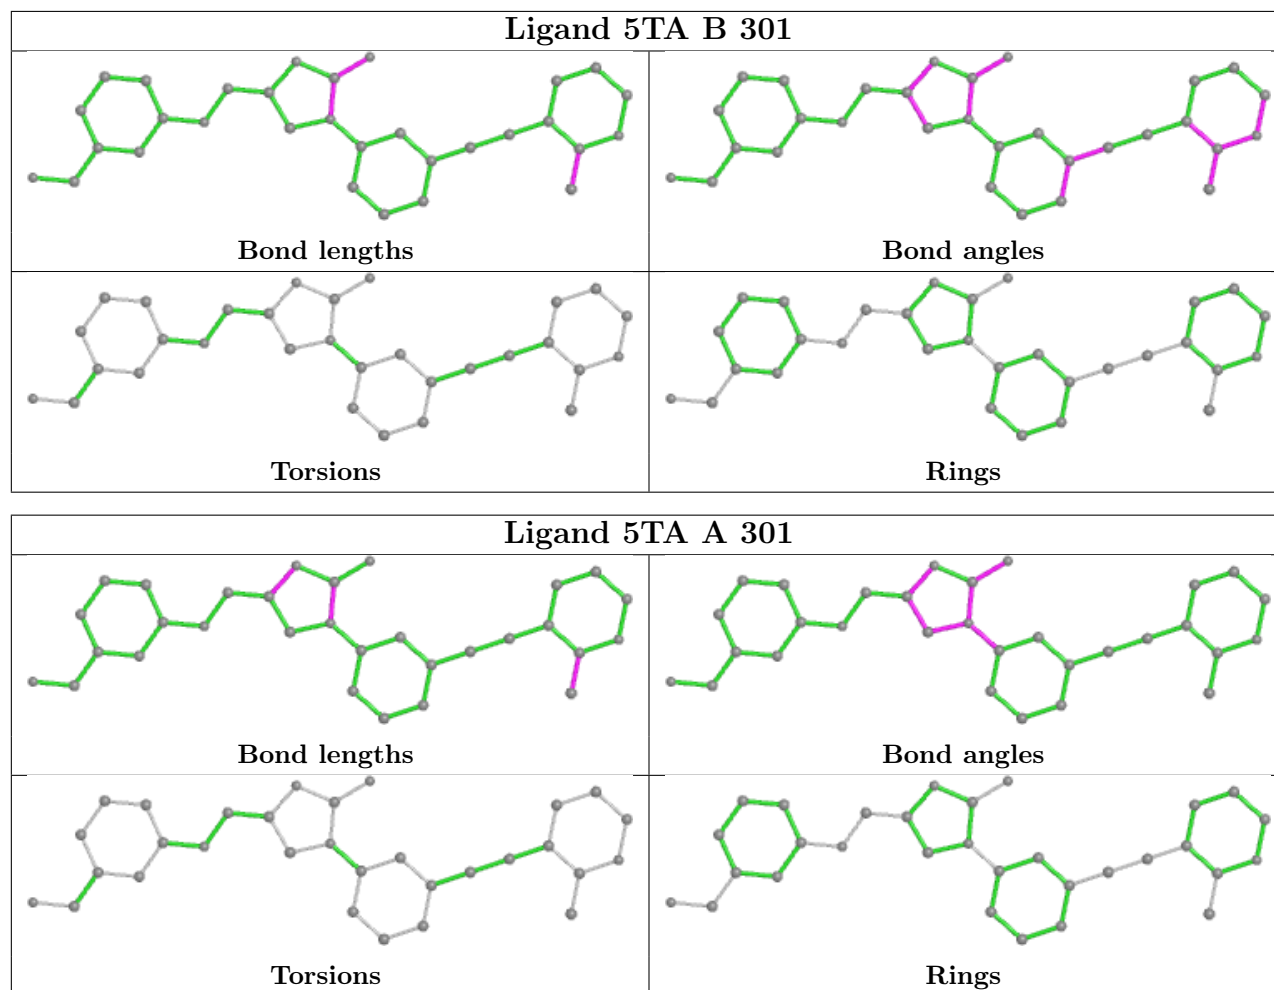 Ligand 5TA B 301
Bond lengths
Bond angles
Torsions
Rings
Ligand 5TA A 301
Bond lengths
Bond angles
Torsions
Rings